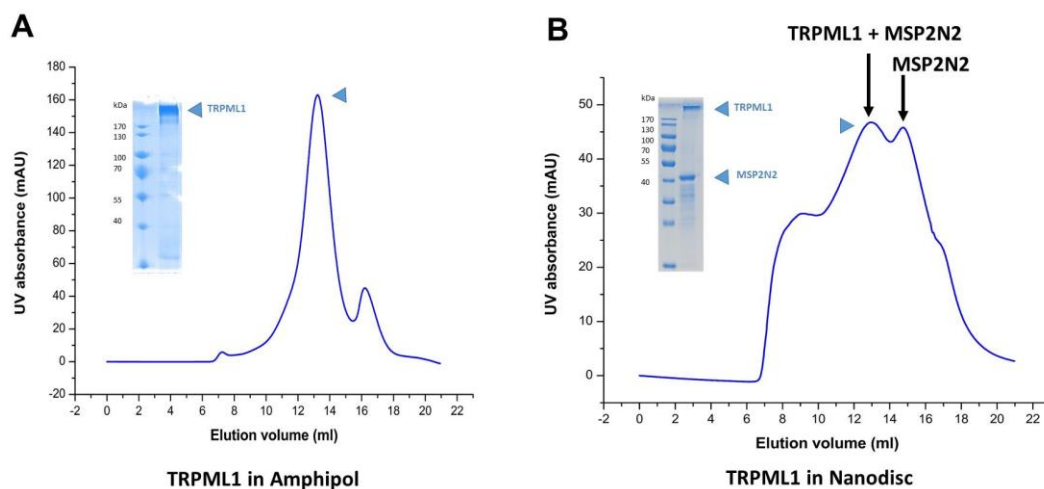 A
UV absorbance (mAU)
180
160
140
120
100
80
60
40
20
0
-20
-2 0 2 4 6 8 10 12 14 16 18 20 22
Elution volume (ml)
kDa
170
130
100
70
55
40
TRPML1
TRPML1 in Amphipol
B
TRPML1 + MSP2N2
MSP2N2
UV absorbance (mAU)
50
40
30
20
10
0
-2 0 2 4 6 8 10 12 14 16 18 20 22
Elution volume (ml)
kDa
170
130
100
70
55
40
TRPML1
MSP2N2
TRPML1 in Nanodisc